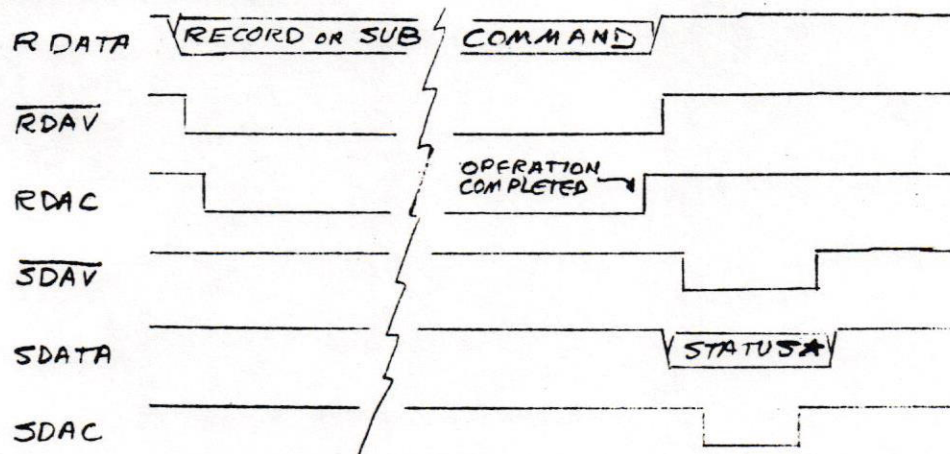 R DATA
RECORD OR SUB COMMAND
RDAV
RDAC
OPERATION
COMPLETED
SDAV
SDATA
STATUS*
SDAC